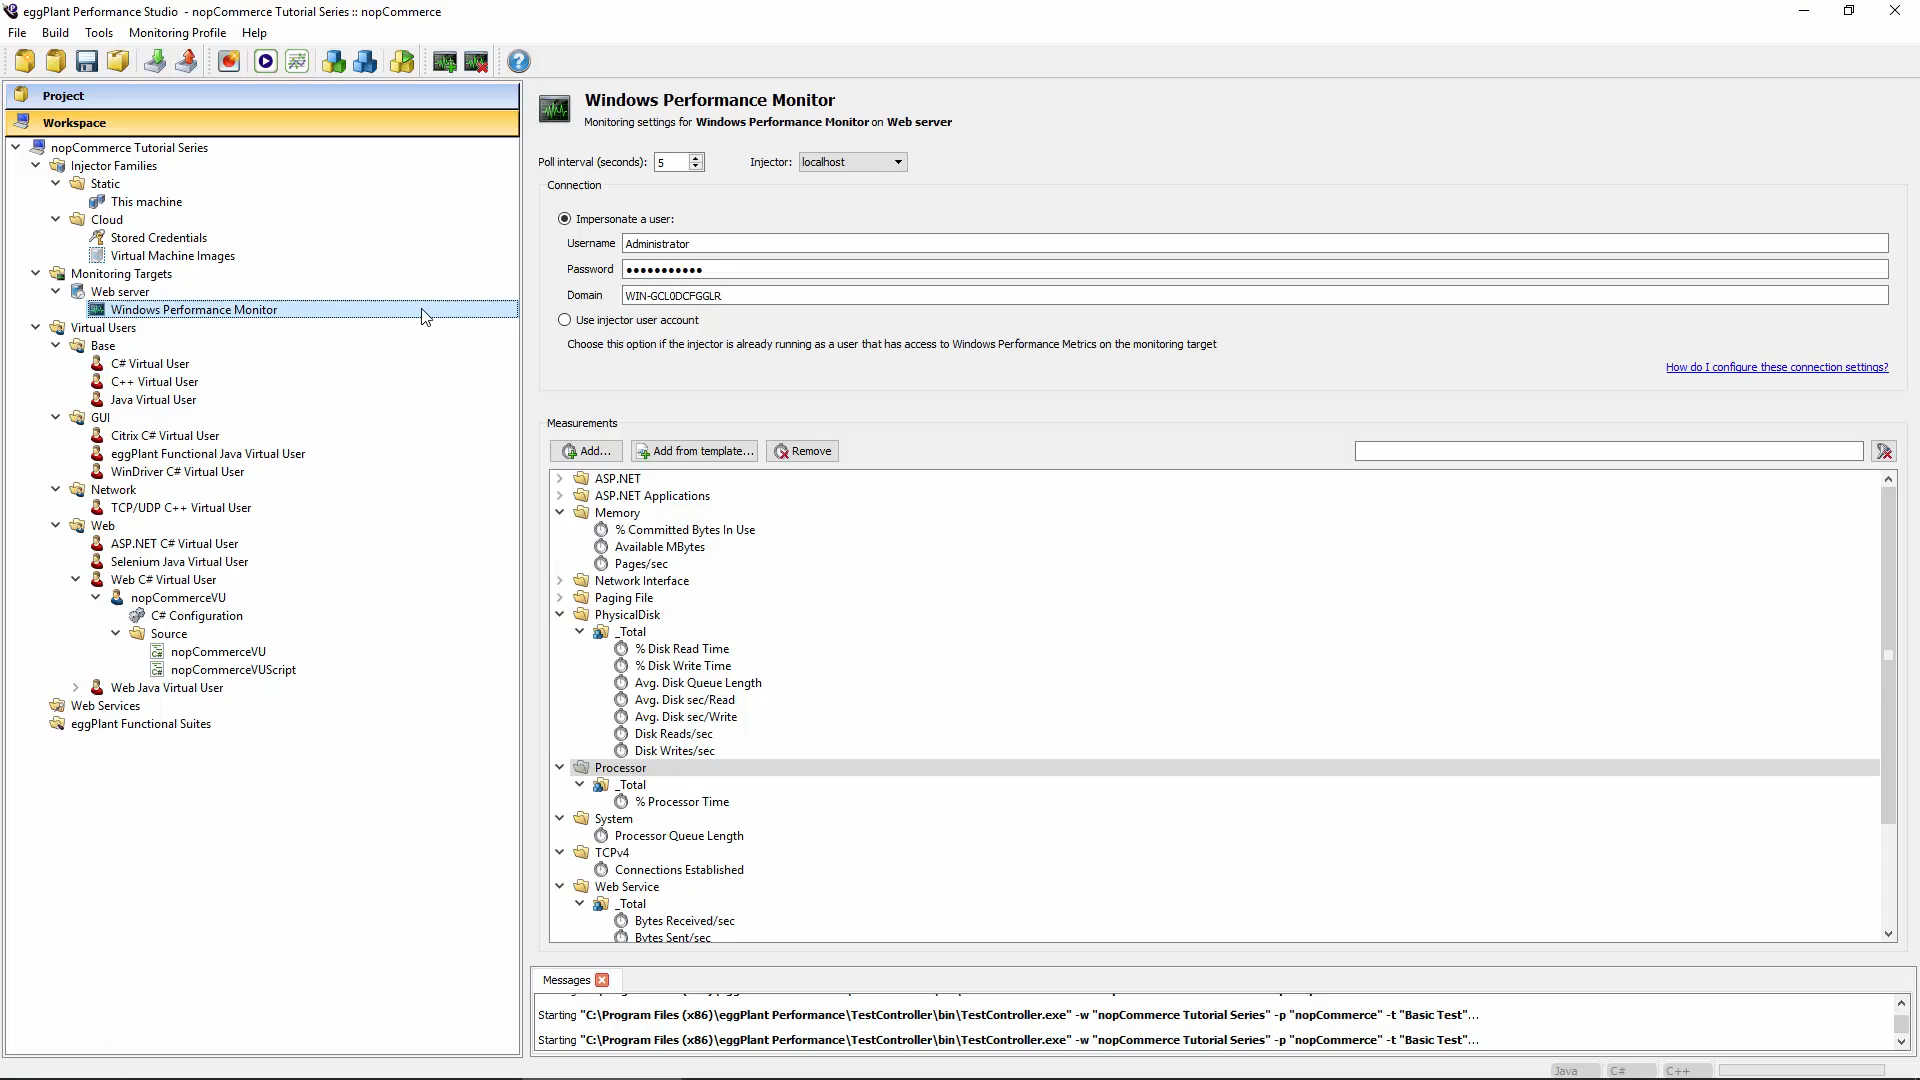 eggPlant Performance Studio - nopCommerce Tutorial Series :: nopCommerce
File Build Tools Monitoring Profile Help
Project
Workspace
nopCommerce Tutorial Series
Injector Families
Static
This machine
Cloud
Stored Credentials
Virtual Machine Images
Monitoring Targets
Web server
Windows Performance Monitor
Virtual Users
Base
C# Virtual User
C++ Virtual User
Java Virtual User
GUI
Citrix C# Virtual User
eggPlant Functional Java Virtual User
WinDriver C# Virtual User
Network
TCP/UDP C++ Virtual User
Web
ASP.NET C# Virtual User
Selenium Java Virtual User
Web C# Virtual User
nopCommerceVU
C# Configuration
Source
nopCommerceVU
nopCommerceVUScript
Web Java Virtual User
Web Services
eggPlant Functional Suites
Windows Performance Monitor
Monitoring settings for Windows Performance Monitor on Web server
Poll interval (seconds): 5 Injector: localhost
Connection
Impersonate a user:
Username Administrator
Password ●●●●●●●●●●●
Domain WIN-GCL0DCFGGLR
Use injector user account
Choose this option if the injector is already running as a user that has access to Windows Performance Metrics on the monitoring target
How do I configure these connection settings?
Measurements
Add... Add from template... Remove
ASP.NET
ASP.NET Applications
Memory
% Committed Bytes In Use
Available MBytes
Pages/sec
Network Interface
Paging File
PhysicalDisk
_Total
% Disk Read Time
% Disk Write Time
Avg. Disk Queue Length
Avg. Disk sec/Read
Avg. Disk sec/Write
Disk Reads/sec
Disk Writes/sec
Processor
_Total
% Processor Time
System
Processor Queue Length
TCPv4
Connections Established
Web Service
_Total
Bytes Received/sec
Bytes Sent/sec
Messages
Starting "C:\Program Files (x86)\eggPlant Performance\TestController\bin\TestController.exe" -w "nopCommerce Tutorial Series" -p "nopCommerce" -t "Basic Test"...
Starting "C:\Program Files (x86)\eggPlant Performance\TestController\bin\TestController.exe" -w "nopCommerce Tutorial Series" -p "nopCommerce" -t "Basic Test"...
Java C# C++